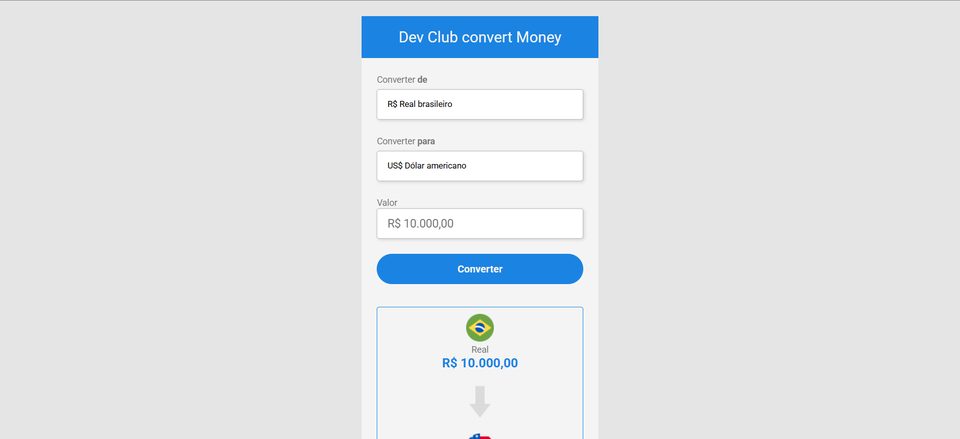 Dev Club convert Money
Converter de
R$ Real brasileiro
Converter para
US$ Dólar americano
Valor
R$ 10.000,00
Converter
Real
R$ 10.000,00